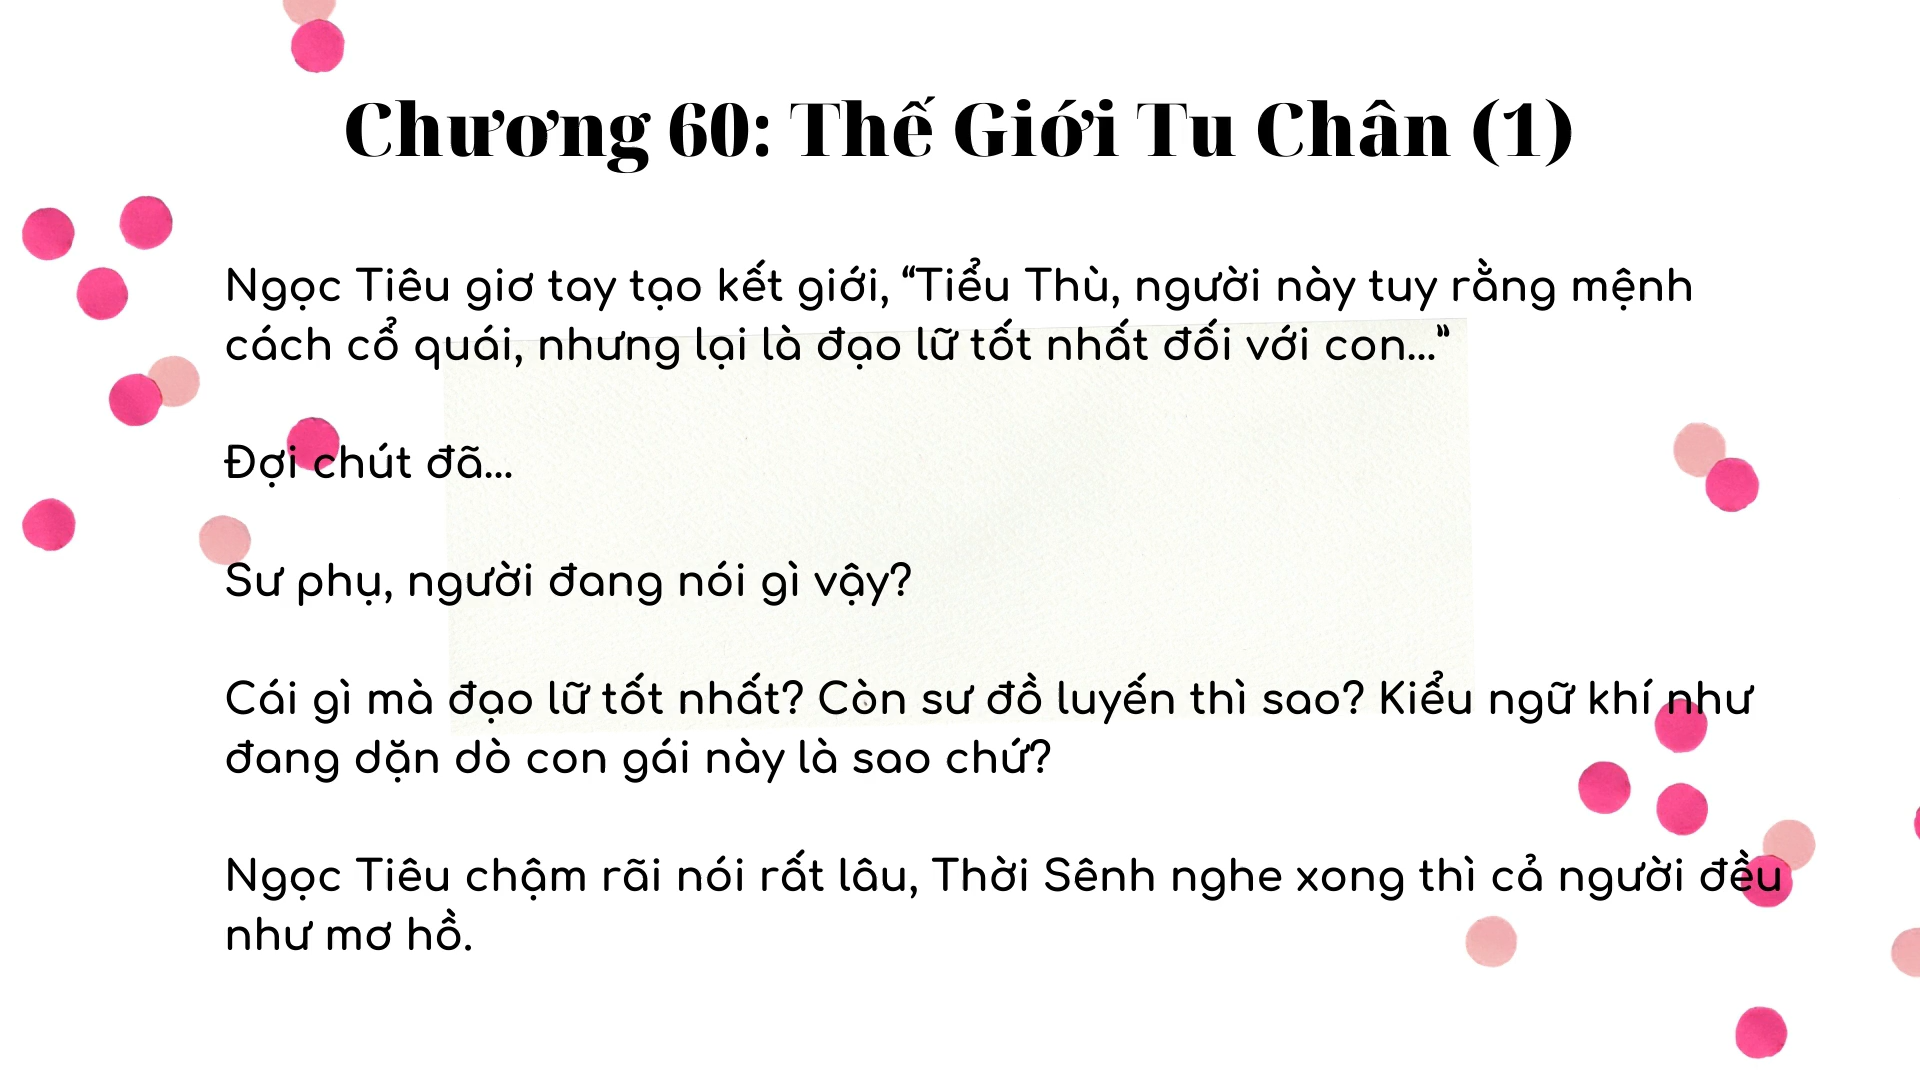 Chương 60: Thế Giới Tu Chân (1)
Ngọc Tiêu giơ tay tạo kết giới, “Tiểu Thù, người này tuy rằng mệnh
cách cổ quái, nhưng lại là đạo lữ tốt nhất đối với con...”
Đợi chút đã...
Sư phụ, người đang nói gì vậy?
Cái gì mà đạo lữ tốt nhất? Còn sư đồ luyến thì sao? Kiểu ngữ khí như
đang dặn dò con gái này là sao chứ?
Ngọc Tiêu chậm rãi nói rất lâu, Thời Sênh nghe xong thì cả người đều
như mơ hồ.